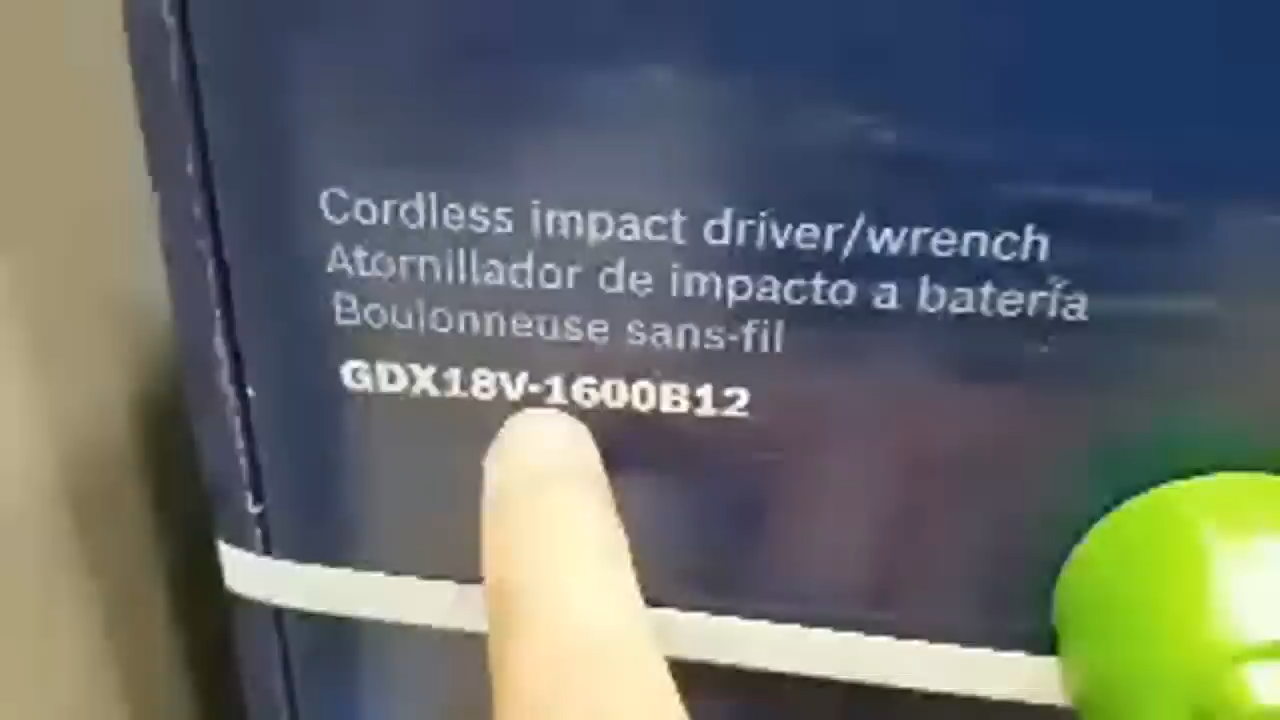 Cordless impact driver/wrench
Atornillador de impacto a batería
Boulonneuse sans-fil
GDX18V-1600B12